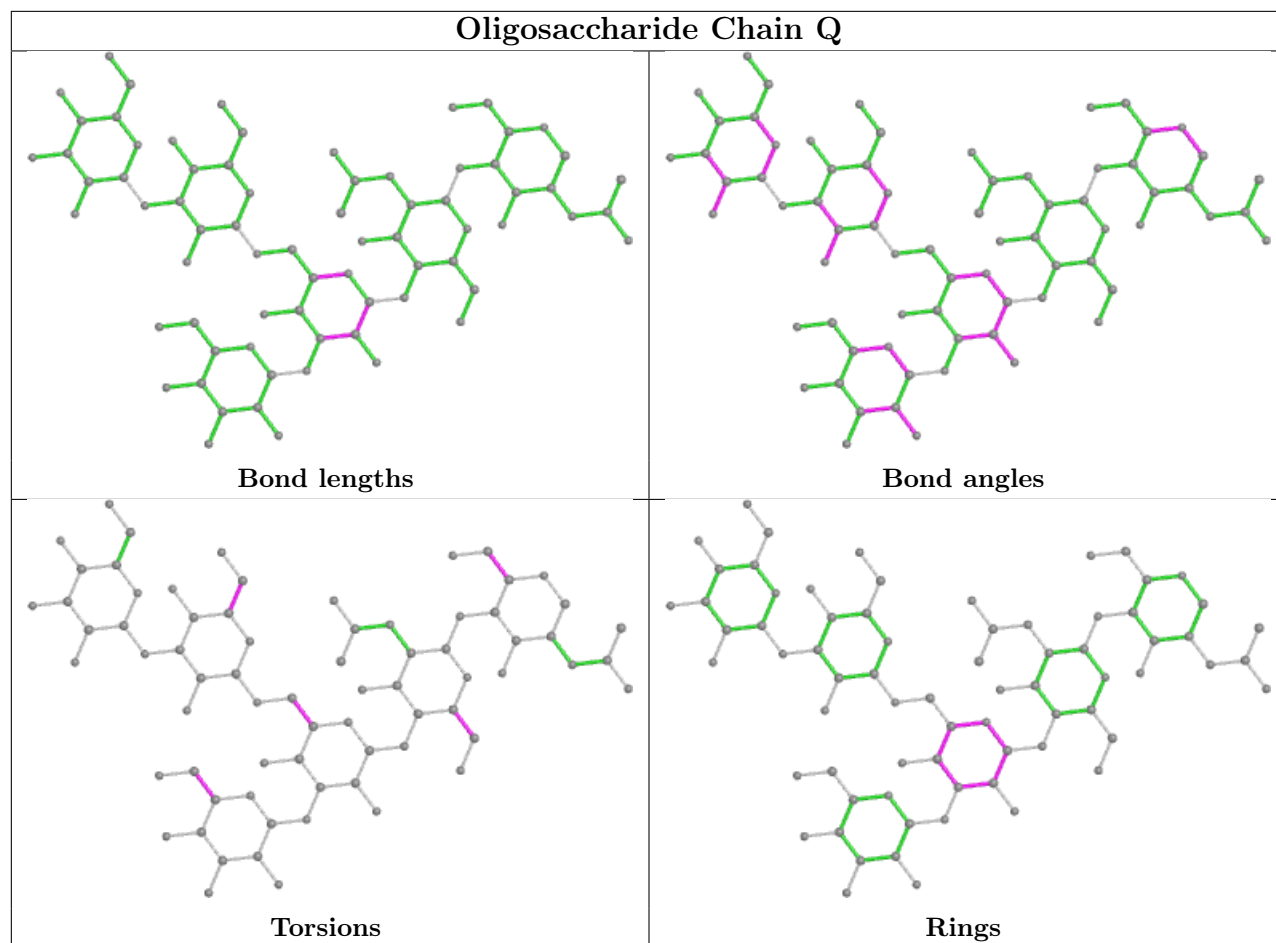 Oligosaccharide Chain Q
Bond lengths
Bond angles
Torsions
Rings